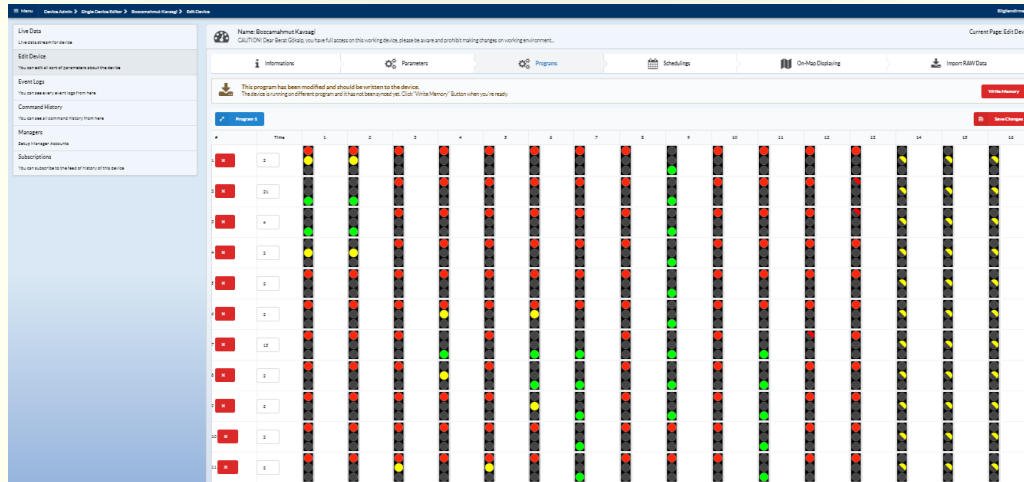 Menu Device Admin > Single Device Editor > Bozcamahmut Kavsagi > Edit Device
Live Data
Live data stream for device
Edit Device
You can edit all sort of parameters about the device
Event Logs
You can see every event logs from here
Command History
You can see all command history from here
Managers
Setup Manager Accounts
Subscriptions
You can subscribe to the feed of history of this device
Name: Bozcamahmut Kavsagi
CAUTION! Dear Berat Gökalp, you have full access on this working device, please be aware and prohibit making changes on working environment...
Current Page: Edit Devi
Informations
Parameters
Programs
Schedulings
On-Map Displaying
Import RAW Data
This program has been modified and should be written to the device.
The device is running on different program and it has not been synced yet. Click "Write Memory" Button when you're ready.
Write Memory
Program 1
Save Changes
# Time 1 2 3 4 5 6 7 8 9 10 11 12 13 14 15 16
1 2
2 21
3 4
4 2
5
6 2
7
8 2
9 2
10 2
11